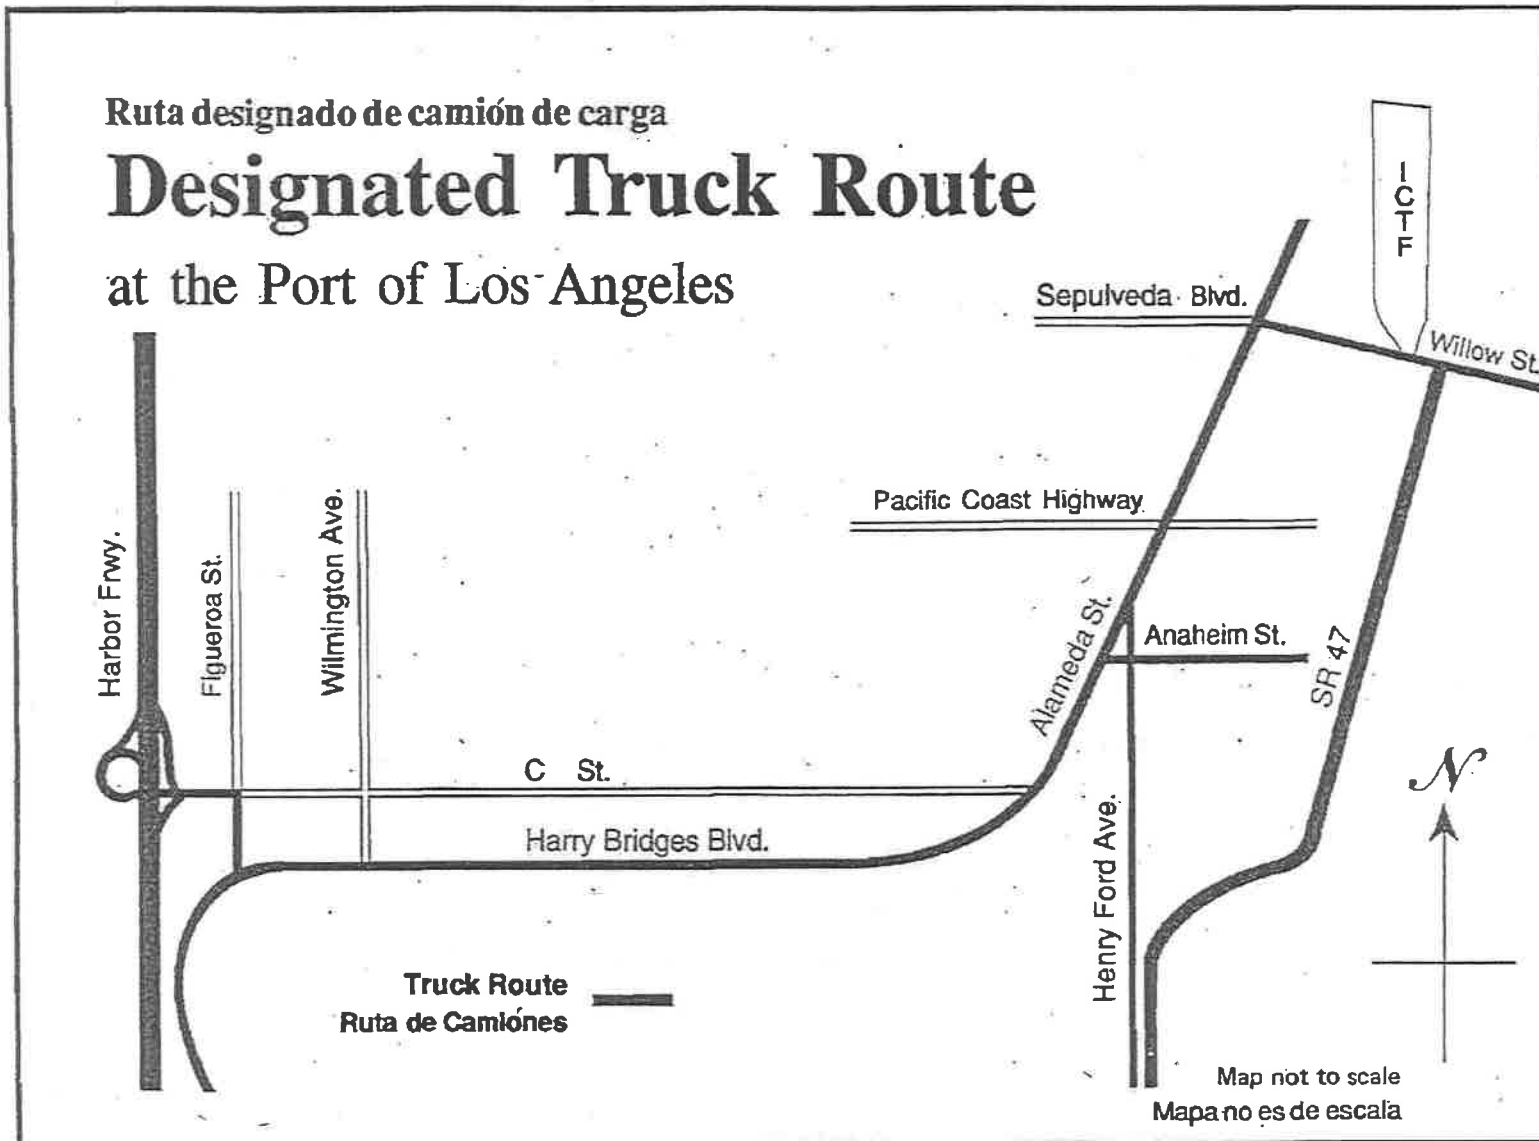 Ruta designado de camión de carga
Designated Truck Route
at the Port of Los Angeles
ICTF
Sepulveda Blvd.
Willow St.
Pacific Coast Highway
Harbor Frwy.
Figueroa St.
Wilmington Ave.
Alameda St.
Anaheim St.
SR 47
C St.
Harry Bridges Blvd.
Henry Ford Ave.
N
Truck Route
Ruta de Camiónes
Map not to scale
Mapa no es de escala